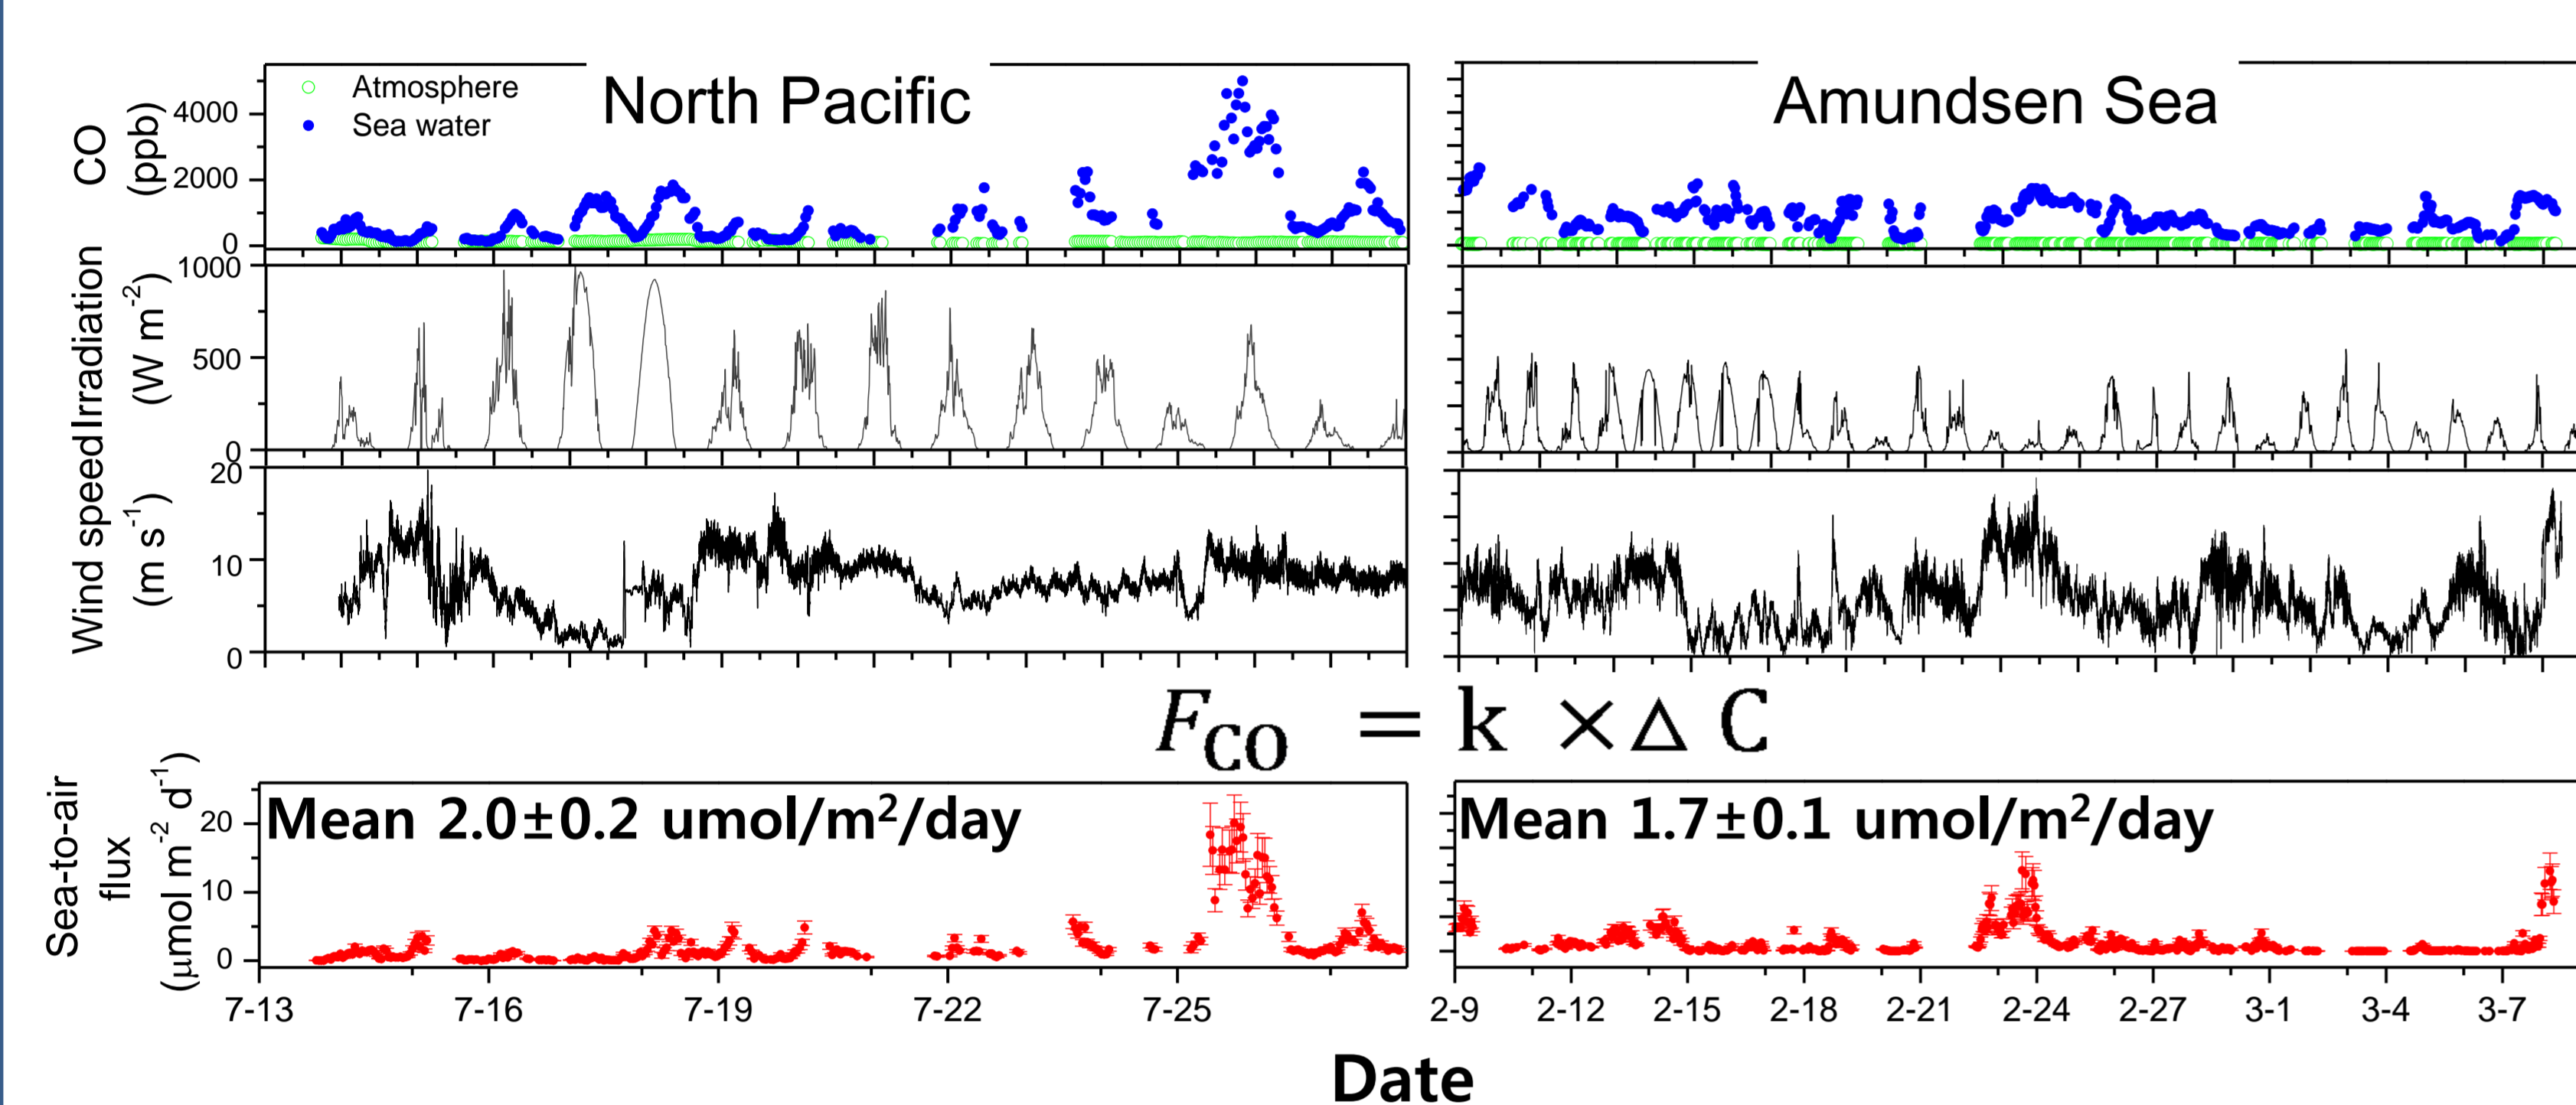 North Pacific
Amundsen Sea
Atmosphere
Sea water
CO
(ppb)
4000
2000
0
Irradiation
(W m⁻²)
1000
500
0
Wind speed
(m s⁻¹)
20
10
0
F_CO = k × △ C
Sea-to-air
flux
(μmol m⁻² d⁻¹)
20
10
0
Mean 2.0±0.2 umol/m²/day
Mean 1.7±0.1 umol/m²/day
7-13 7-16 7-19 7-22 7-25
2-9 2-12 2-15 2-18 2-21 2-24 2-27 3-1 3-4 3-7
Date